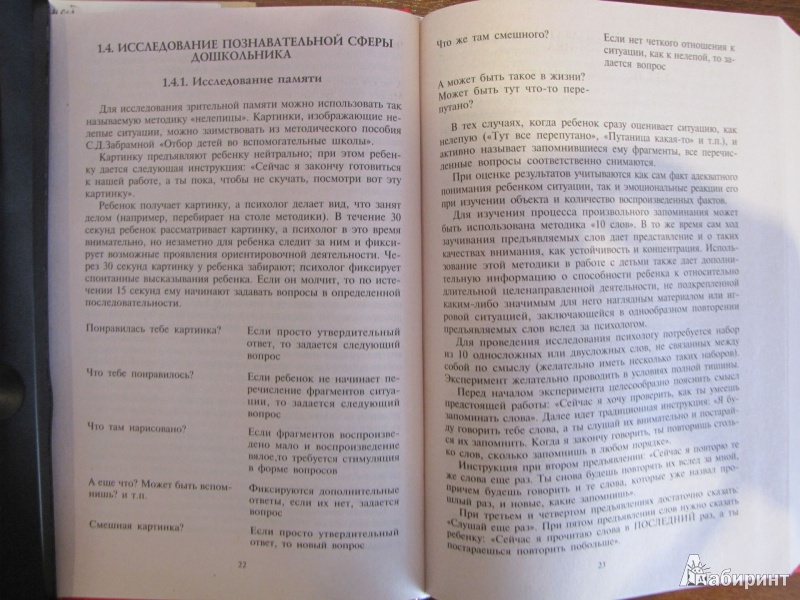 1.4. ИССЛЕДОВАНИЕ ПОЗНАВАТЕЛЬНОЙ СФЕРЫ
ДОШКОЛЬНИКА
1.4.1. Исследование памяти
Для исследования зрительной памяти можно использовать так
называемую методику «нелепицы». Картинки, изображающие не-
лепые ситуации, можно заимствовать из методического пособия
С.Д.Забрамной «Отбор детей во вспомогательные школы».
Картинку предъявляют ребенку нейтрально; при этом ребен-
ку дается следующая инструкция: «Сейчас я закончу готовиться
к нашей работе, а ты пока, чтобы не скучать, посмотри вот эту
картинку».
Ребенок получает картинку, а психолог делает вид, что занят
делом (например, перебирает на столе методики). В течение 30
секунд ребенок рассматривает картинку, а психолог в это время
внимательно, но незаметно для ребенка следит за ним и фикси-
рует возможные проявления ориентировочной деятельности. Че-
рез 30 секунд картинку у ребенка забирают; психолог фиксирует
спонтанные высказывания ребенка. Если он молчит, то по исте-
чении 15 секунд ему начинают задавать вопросы в определенной
последовательности.
Понравилась тебе картинка? Если просто утвердительный
ответ, то задается следующий
вопрос
Что тебе понравилось? Если ребенок не начинает пе-
речисление фрагментов ситуа-
ции, то задается следующий
вопрос
Что там нарисовано? Если фрагментов воспроизве-
дено мало и воспроизведение
вялое,то требуется стимуляция
в форме вопросов
А еще что? Может быть вспом- Фиксируются дополнительные
нишь? и т.п. ответы, если их нет, задается
вопрос
Смешная картинка? Если просто утвердительный
ответ, то новый вопрос
22
Что же там смешного? Если нет четкого отношения к
ситуации, как к нелепой, то за-
дается вопрос
А может быть такое в жизни?
Может быть тут что-то пере-
путано?
В тех случаях, когда ребенок сразу оценивает ситуацию, как
нелепую («Тут все перепутано», «Путаница какая-то» и т.п.), и
активно называет запомнившиеся ему фрагменты, все перечис-
ленные вопросы соответственно снимаются.
При оценке результатов учитываются как сам факт адекватного
понимания ребенком ситуации, так и эмоциональные реакции его
при изучении объекта и количество воспроизведенных фактов.
Для изучения процесса произвольного запоминания может
быть использована методика «10 слов». В то же время сам ход
заучивания предъявляемых слов дает представление и о таких
качествах внимания, как устойчивость и концентрация. Исполь-
зование этой методики в работе с детьми также дает дополни-
тельную информацию о способности ребенка к относительно
длительной целенаправленной деятельности, не подкрепленной
каким-либо значимым для него наглядным материалом или иг-
ровой ситуацией, заключающейся в однообразном повторении
предъявляемых слов вслед за психологом.
Для проведения исследования психологу потребуется набор
из 10 односложных или двусложных слов, не связанных между
собой по смыслу (желательно иметь несколько таких наборов).
Эксперимент желательно проводить в условиях полной тишины.
Перед началом эксперимента целесообразно пояснить смысл
предстоящей работы: «Сейчас я хочу проверить, как ты умеешь
запоминать слова». Далее идет традиционная инструкция: «Я бу-
ду говорить тебе слова, а ты слушай их внимательно и постарай-
ся их запомнить. Когда я закончу говорить, ты повторишь столь-
ко слов, сколько запомнишь в любом порядке».
Инструкция при втором предъявлении: «Сейчас я повторю те
же слова еще раз. Ты снова будешь повторять их вслед за мной,
причем будешь говорить и те слова, которые уже назвал про-
шлый раз, и новые, какие запомнишь».
При третьем и четвертом предъявлениях достаточно сказать:
«Слушай еще раз». При пятом предъявлении слов нужно сказать
ребенку: «Сейчас я прочитаю слова в ПОСЛЕДНИЙ раз, а ты
постараешься повторить побольше».
23
Лабиринт